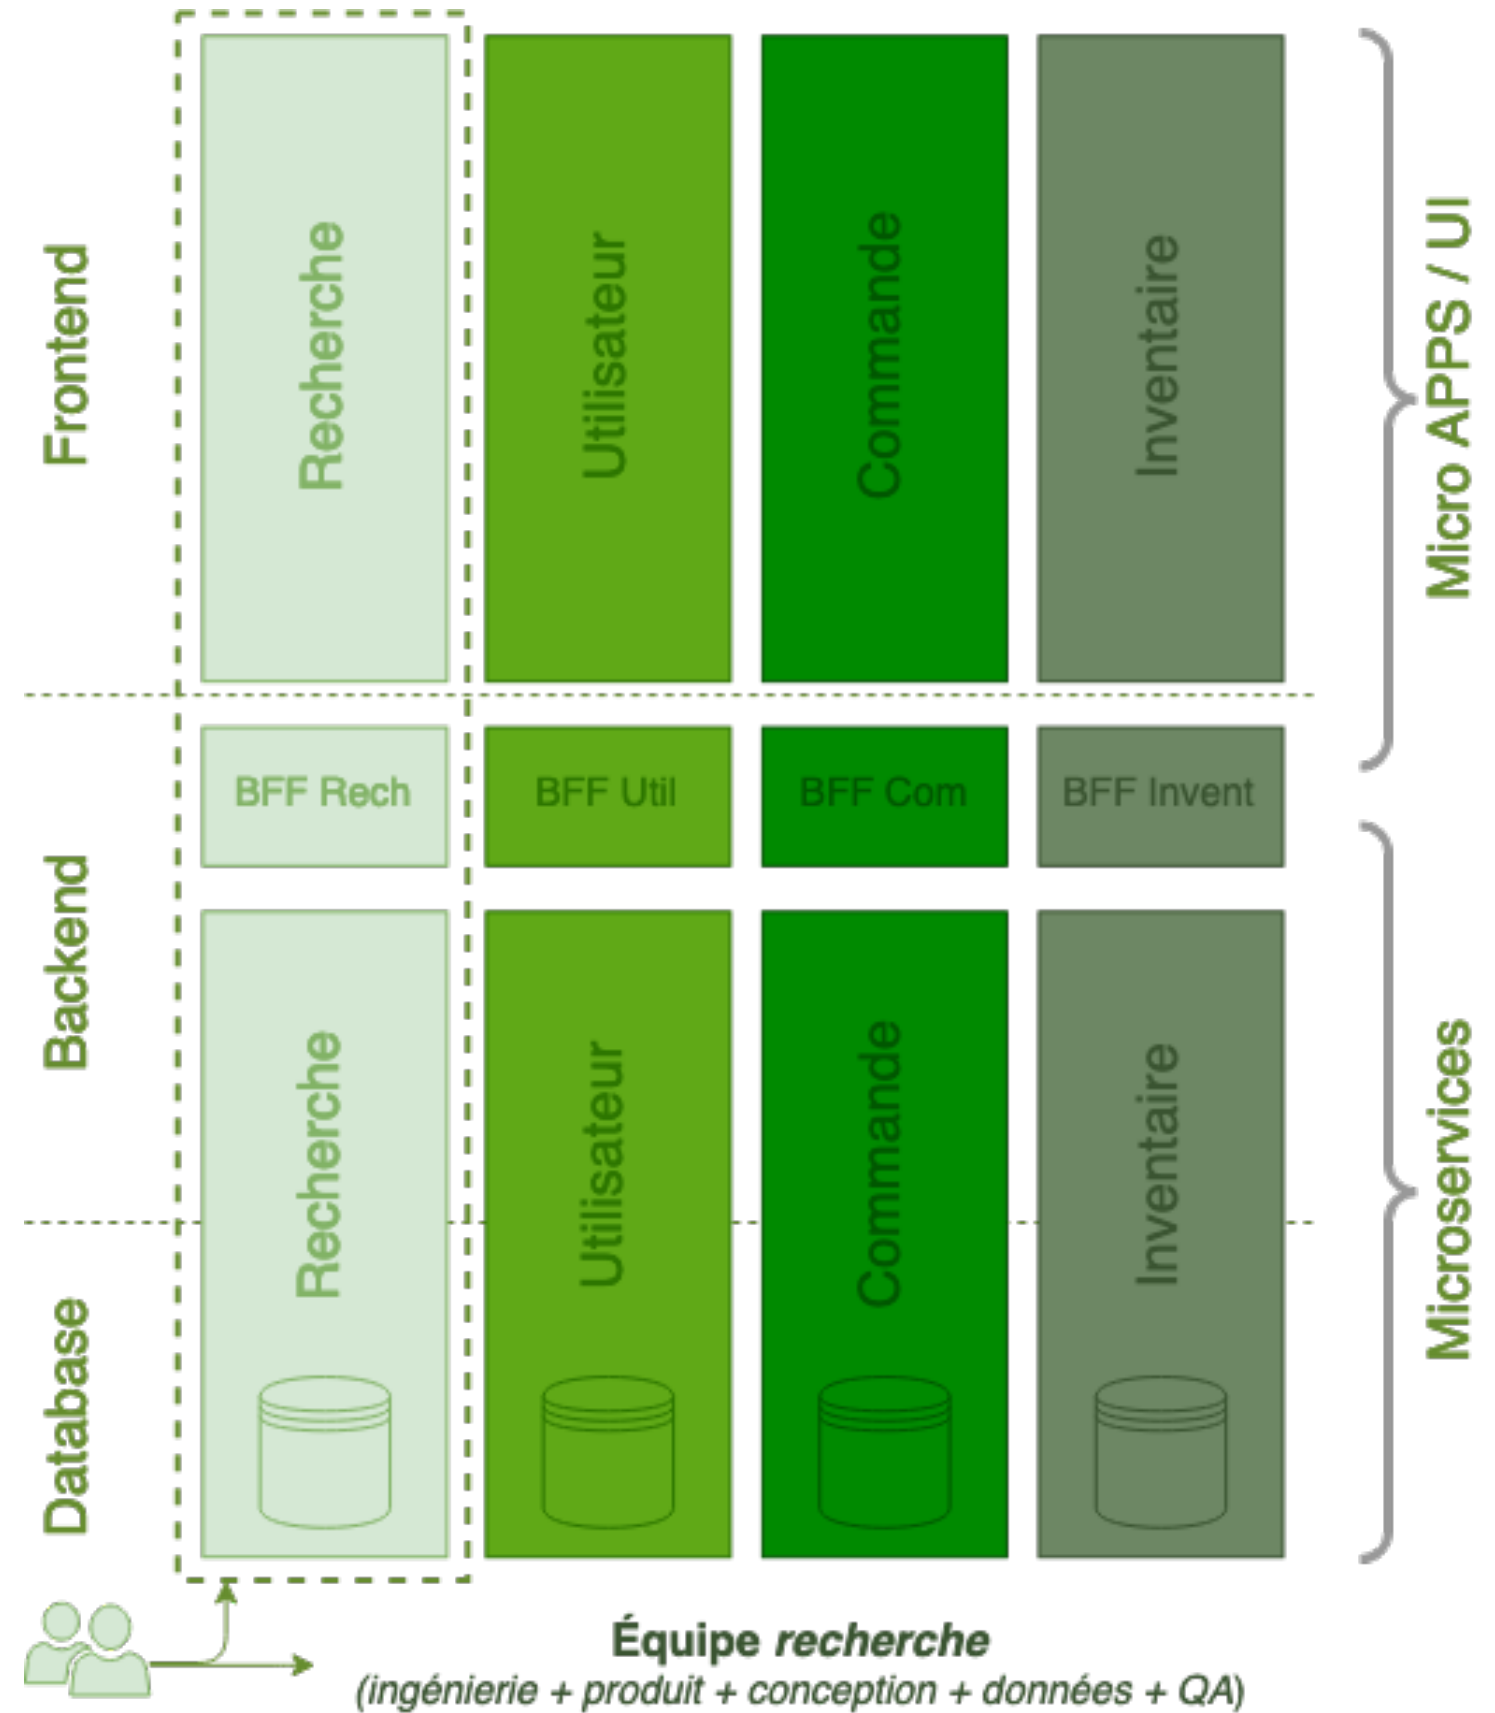 Frontend
Recherche
Utilisateur
Commande
Inventaire
Micro APPS / UI
Backend
BFF Rech
BFF Util
BFF Com
BFF Invent
Recherche
Utilisateur
Commande
Inventaire
Microservices
Database
Équipe recherche
(ingénierie + produit + conception + données + QA)